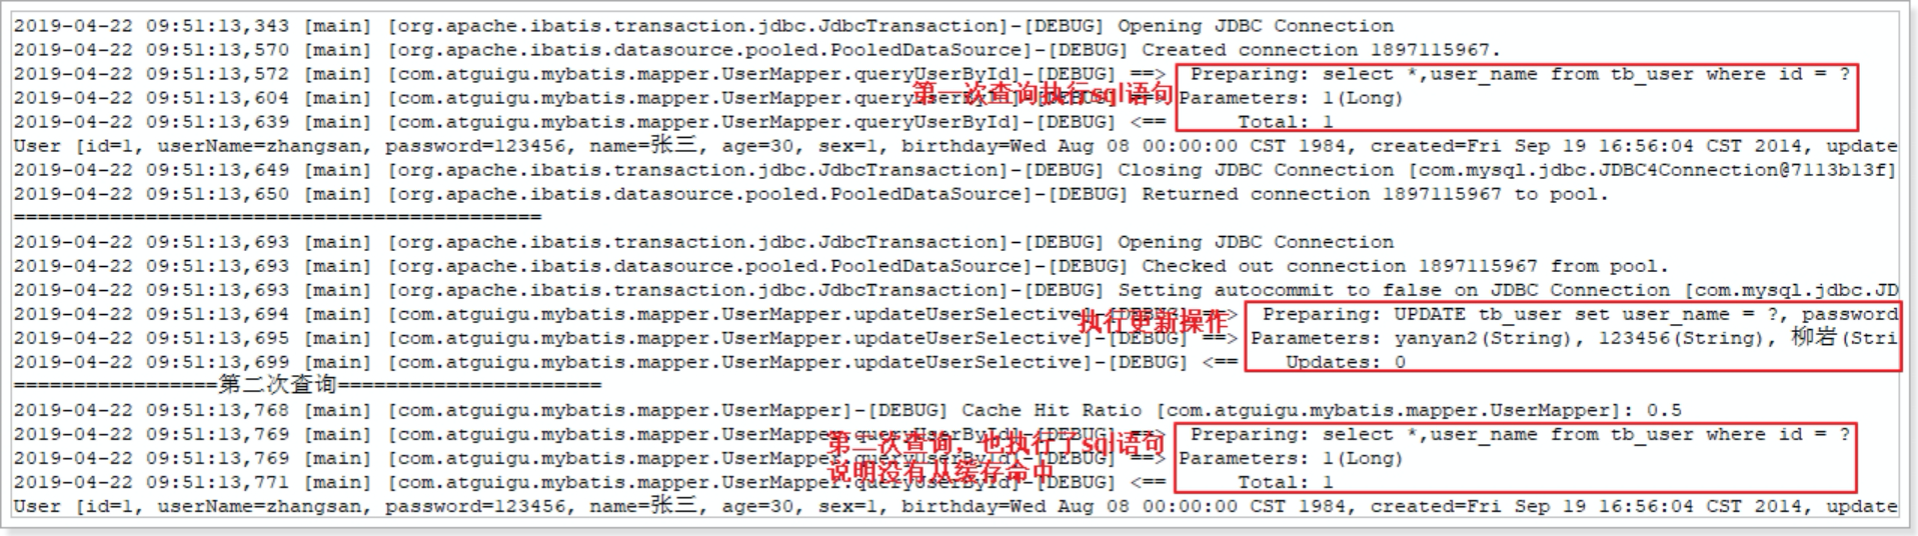 2019-04-22 09:51:13,343 [main] [org.apache.ibatis.transaction.jdbc.JdbcTransaction]-[DEBUG] Opening JDBC Connection
2019-04-22 09:51:13,570 [main] [org.apache.ibatis.datasource.pooled.PooledDataSource]-[DEBUG] Created connection 1897115967.
2019-04-22 09:51:13,572 [main] [com.atguigu.mybatis.mapper.UserMapper.queryUserById]-[DEBUG] ==>  Preparing: select *,user_name from tb_user where id = ?
第一次查询执行sql语句
2019-04-22 09:51:13,604 [main] [com.atguigu.mybatis.mapper.UserMapper.queryUserById]-[DEBUG] ==> Parameters: 1(Long)
2019-04-22 09:51:13,639 [main] [com.atguigu.mybatis.mapper.UserMapper.queryUserById]-[DEBUG] <==      Total: 1
User [id=1, userName=zhangsan, password=123456, name=张三, age=30, sex=1, birthday=Wed Aug 08 00:00:00 CST 1984, created=Fri Sep 19 16:56:04 CST 2014, update
2019-04-22 09:51:13,649 [main] [org.apache.ibatis.transaction.jdbc.JdbcTransaction]-[DEBUG] Closing JDBC Connection [com.mysql.jdbc.JDBC4Connection@7113b13f]
2019-04-22 09:51:13,650 [main] [org.apache.ibatis.datasource.pooled.PooledDataSource]-[DEBUG] Returned connection 1897115967 to pool.
============================================
2019-04-22 09:51:13,693 [main] [org.apache.ibatis.transaction.jdbc.JdbcTransaction]-[DEBUG] Opening JDBC Connection
2019-04-22 09:51:13,693 [main] [org.apache.ibatis.datasource.pooled.PooledDataSource]-[DEBUG] Checked out connection 1897115967 from pool.
2019-04-22 09:51:13,693 [main] [org.apache.ibatis.transaction.jdbc.JdbcTransaction]-[DEBUG] Setting autocommit to false on JDBC Connection [com.mysql.jdbc.JD
2019-04-22 09:51:13,694 [main] [com.atguigu.mybatis.mapper.UserMapper.updateUserSelective]-[DEBUG] ==>  Preparing: UPDATE tb_user set user_name = ?, password
执行更新操作
2019-04-22 09:51:13,695 [main] [com.atguigu.mybatis.mapper.UserMapper.updateUserSelective]-[DEBUG] ==> Parameters: yanyan2(String), 123456(String), 柳岩(Stri
2019-04-22 09:51:13,699 [main] [com.atguigu.mybatis.mapper.UserMapper.updateUserSelective]-[DEBUG] <==    Updates: 0
=================第二次查询======================
2019-04-22 09:51:13,768 [main] [com.atguigu.mybatis.mapper.UserMapper]-[DEBUG] Cache Hit Ratio [com.atguigu.mybatis.mapper.UserMapper]: 0.5
2019-04-22 09:51:13,769 [main] [com.atguigu.mybatis.mapper.UserMapper.queryUserById]-[DEBUG] ==>  Preparing: select *,user_name from tb_user where id = ?
第二次查询，也执行了sql语句
2019-04-22 09:51:13,769 [main] [com.atguigu.mybatis.mapper.UserMapper.queryUserById]-[DEBUG] ==> Parameters: 1(Long)
说明没有从缓存命中
2019-04-22 09:51:13,771 [main] [com.atguigu.mybatis.mapper.UserMapper.queryUserById]-[DEBUG] <==      Total: 1
User [id=1, userName=zhangsan, password=123456, name=张三, age=30, sex=1, birthday=Wed Aug 08 00:00:00 CST 1984, created=Fri Sep 19 16:56:04 CST 2014, update